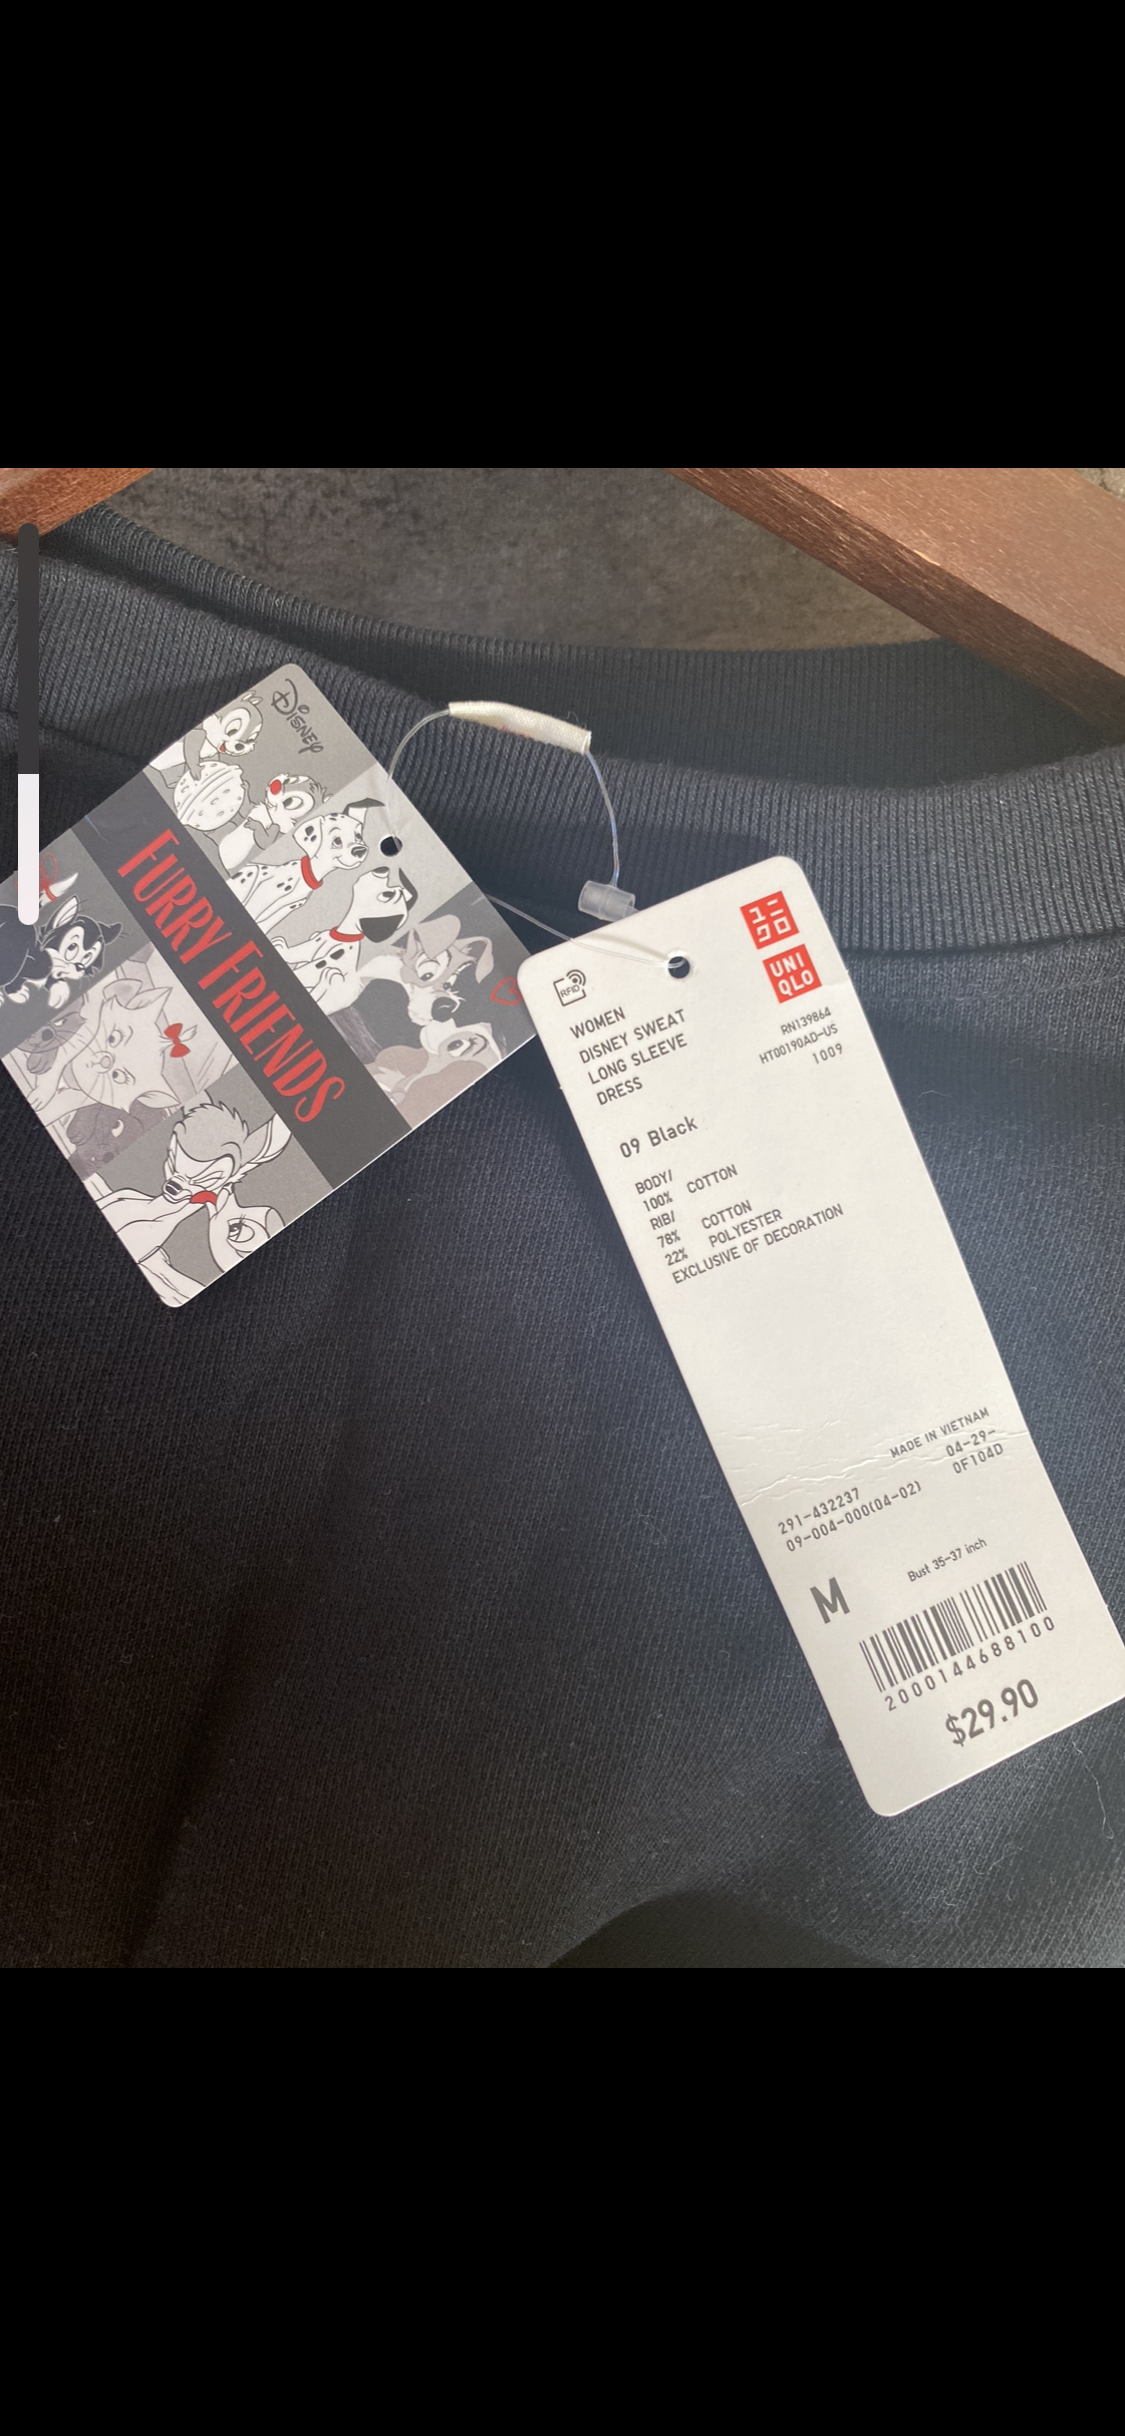 Disney
FURRY FRIENDS
ユニ
クロ
UNI
QLO
RFID
WOMEN
DISNEY SWEAT
LONG SLEEVE
DRESS
RN139864
HT00190AD-US
1009
09 Black
BODY/
100% COTTON
RIB/
78% COTTON
22% POLYESTER
EXCLUSIVE OF DECORATION
MADE IN VIETNAM
04-29-
0F104D
291-432237
09-004-000(04-02)
M
Bust 35-37 inch
2000144688100
$29.90